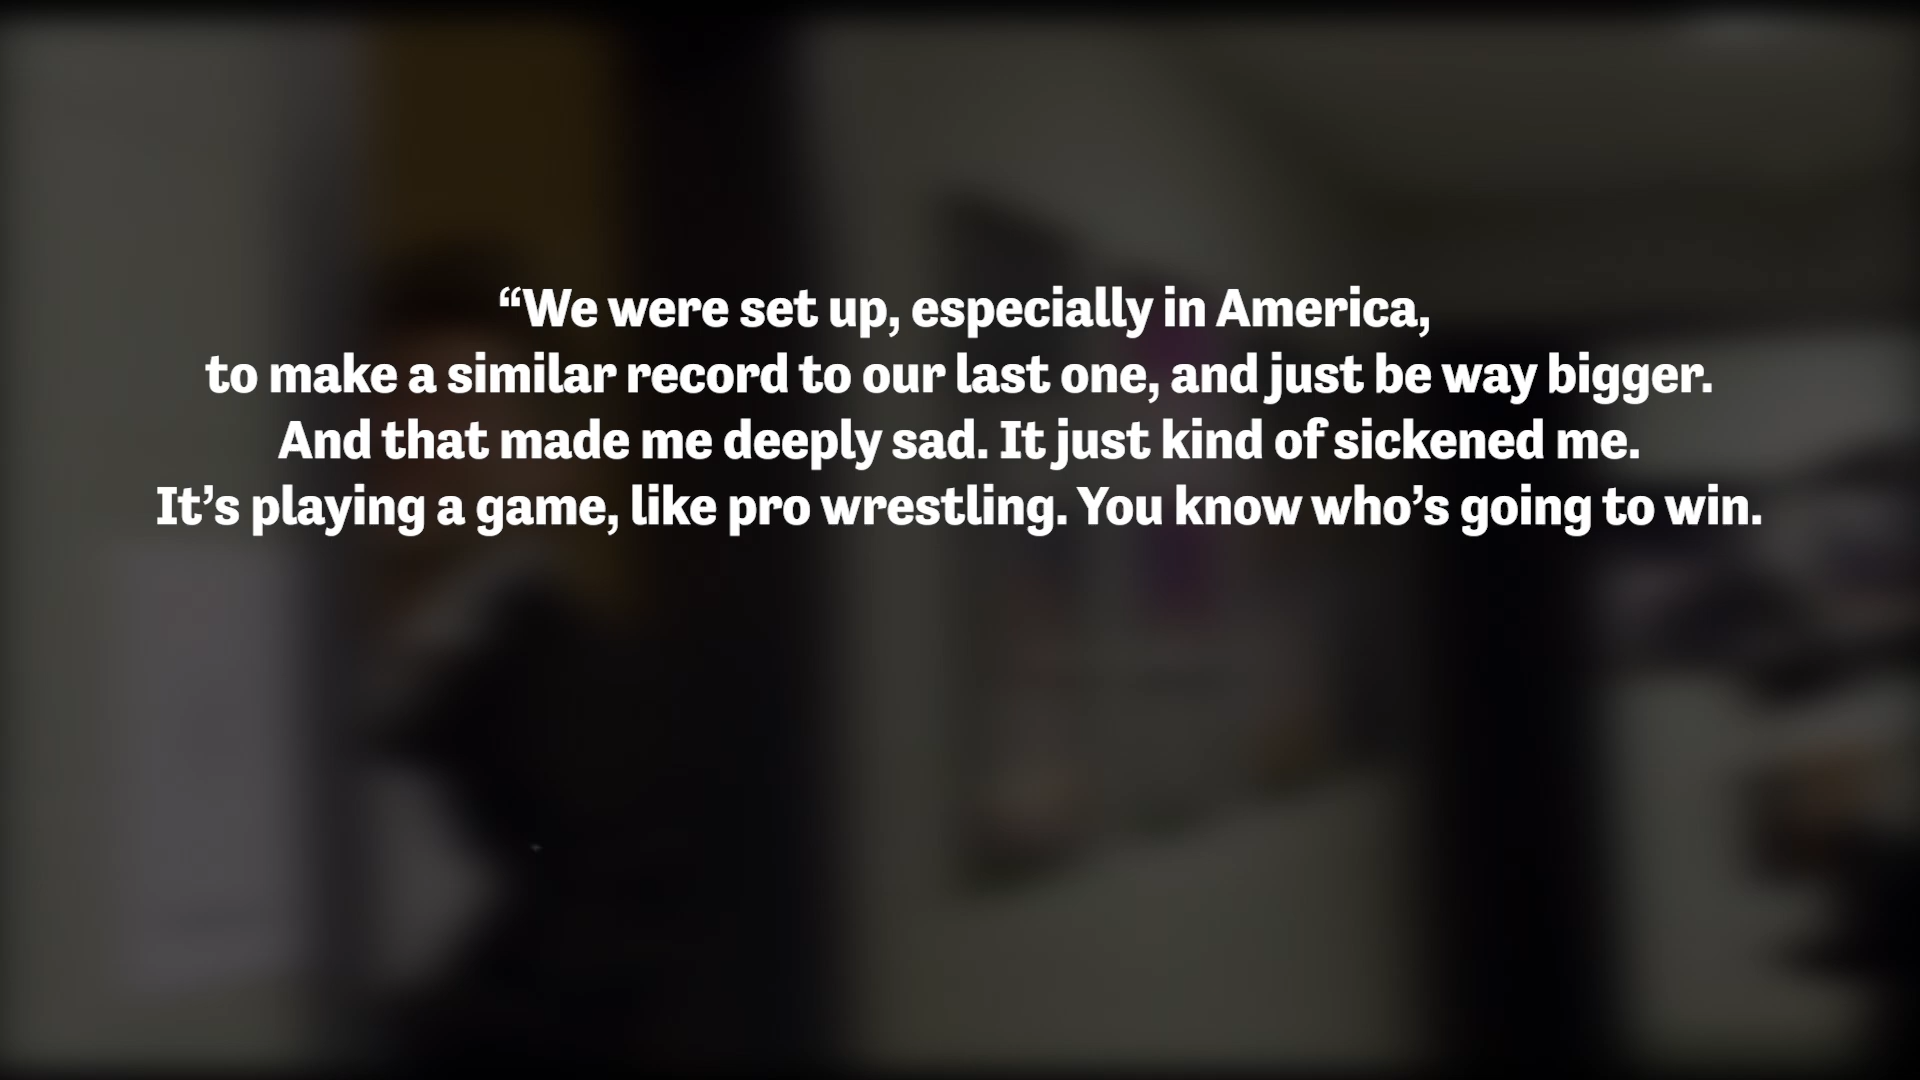 “We were set up, especially in America,
to make a similar record to our last one, and just be way bigger.
And that made me deeply sad. It just kind of sickened me.
It’s playing a game, like pro wrestling. You know who’s going to win.